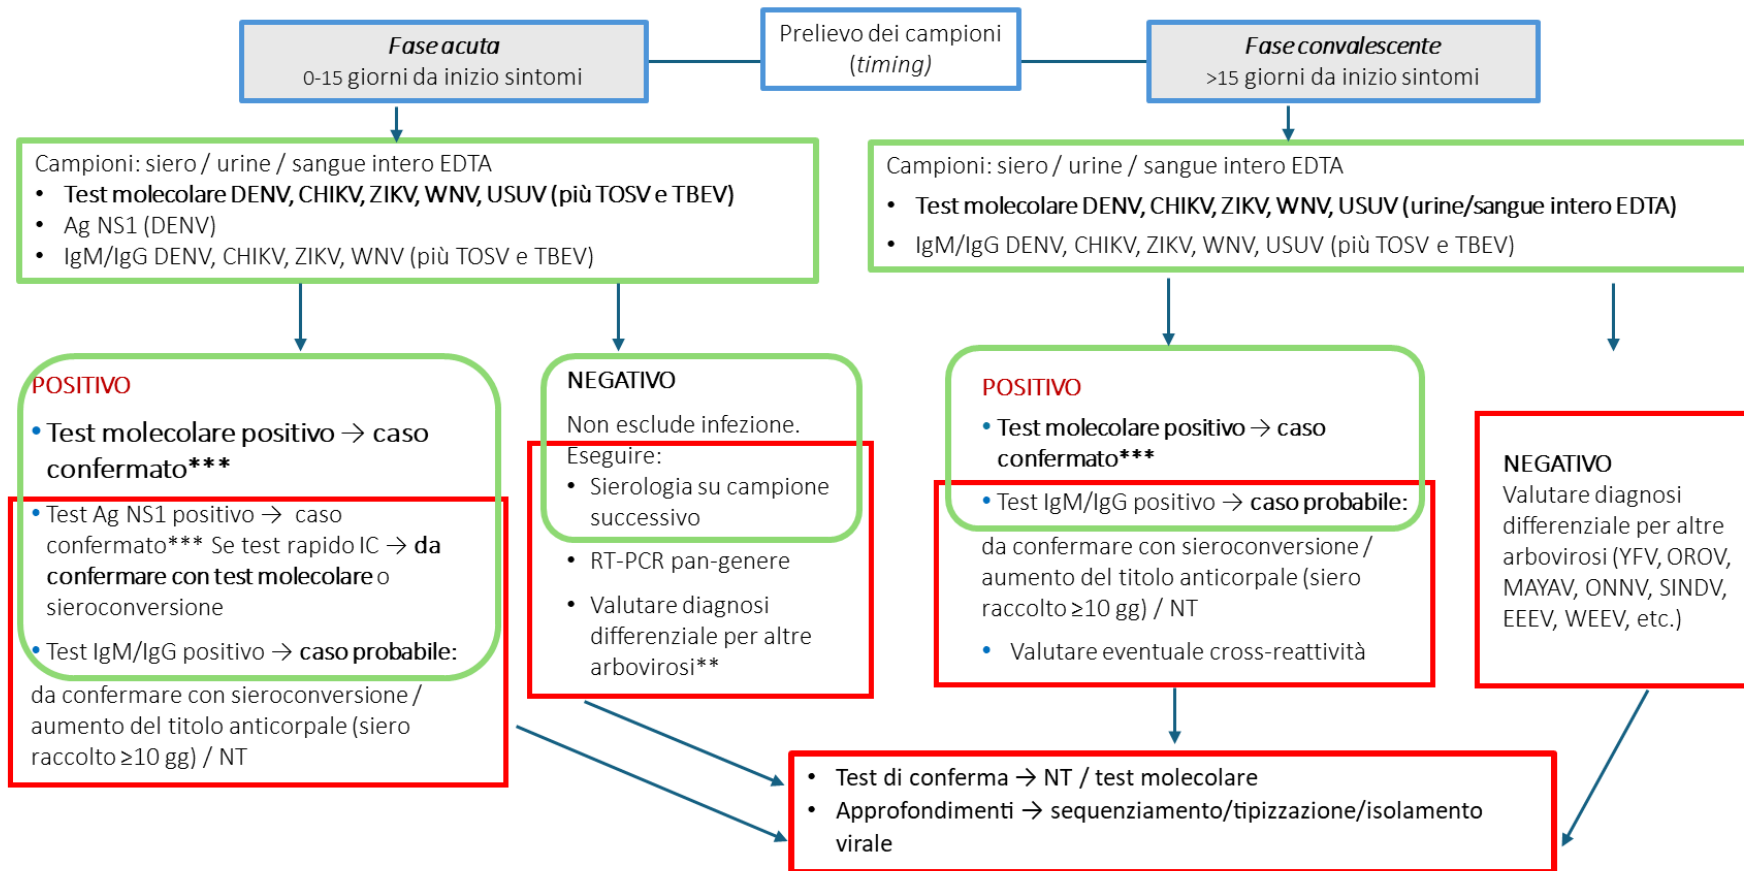 Fase acuta
0-15 giorni da inizio sintomi
Prelievo dei campioni
(timing)
Fase convalescente
>15 giorni da inizio sintomi
Campioni: siero / urine / sangue intero EDTA
• Test molecolare DENV, CHIKV, ZIKV, WNV, USUV (più TOSV e TBEV)
• Ag NS1 (DENV)
• IgM/IgG DENV, CHIKV, ZIKV, WNV (più TOSV e TBEV)
Campioni: siero / urine / sangue intero EDTA
• Test molecolare DENV, CHIKV, ZIKV, WNV, USUV (urine/sangue intero EDTA)
• IgM/IgG DENV, CHIKV, ZIKV, WNV, USUV (più TOSV e TBEV)
POSITIVO
• Test molecolare positivo → caso
confermato***
• Test Ag NS1 positivo → caso
confermato*** Se test rapido IC → da
confermare con test molecolare o
sieroconversione
• Test IgM/IgG positivo → caso probabile:
da confermare con sieroconversione /
aumento del titolo anticorpale (siero
raccolto ≥10 gg) / NT
NEGATIVO
Non esclude infezione.
Eseguire:
• Sierologia su campione
successivo
• RT-PCR pan-genere
• Valutare diagnosi
differenziale per altre
arbovirosi**
POSITIVO
• Test molecolare positivo → caso
confermato***
• Test IgM/IgG positivo → caso probabile:
da confermare con sieroconversione /
aumento del titolo anticorpale (siero
raccolto ≥10 gg) / NT
• Valutare eventuale cross-reattività
NEGATIVO
Valutare diagnosi
differenziale per altre
arbovirosi (YFV, OROV,
MAYAV, ONNV, SINDV,
EEEV, WEEV, etc.)
• Test di conferma → NT / test molecolare
• Approfondimenti → sequenziamento/tipizzazione/isolamento
virale